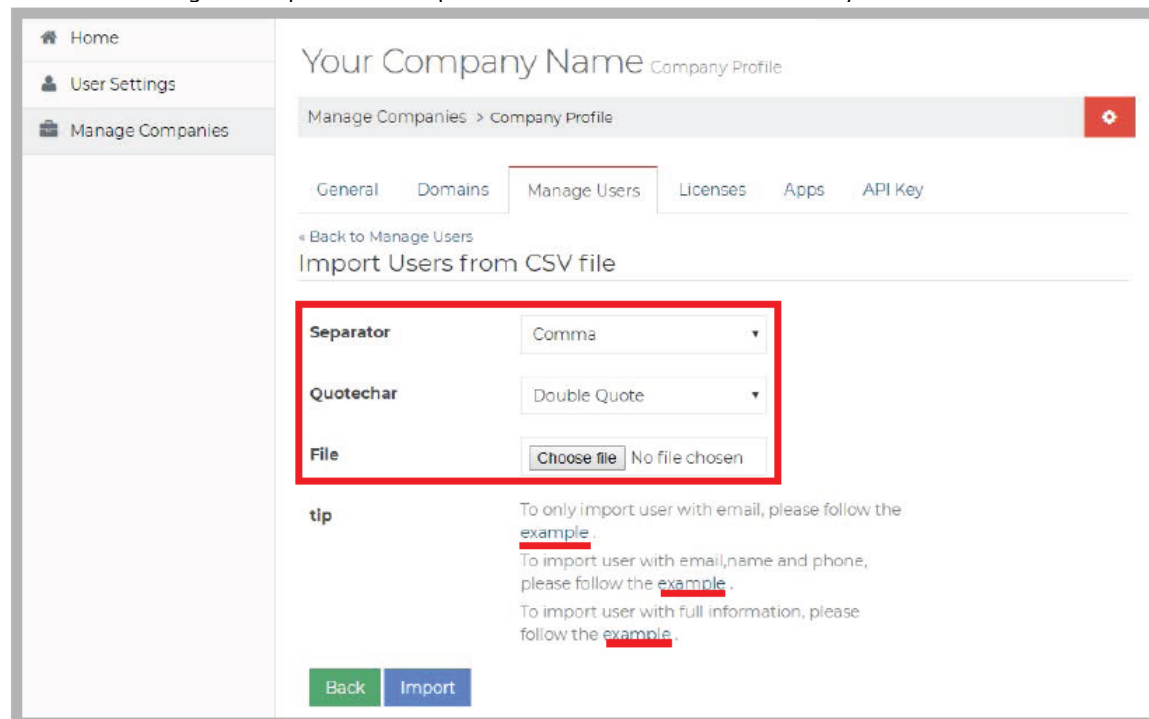 Home
User Settings
Manage Companies
Your Company Name Company Profile
Manage Companies > Company Profile
General Domains Manage Users Licenses Apps API Key
« Back to Manage Users
Import Users from CSV file
Separator Comma
Quotechar Double Quote
File Choose file No file chosen
tip To only import user with email, please follow the
example .
To import user with email,name and phone,
please follow the example .
To import user with full information, please
follow the example .
Back Import